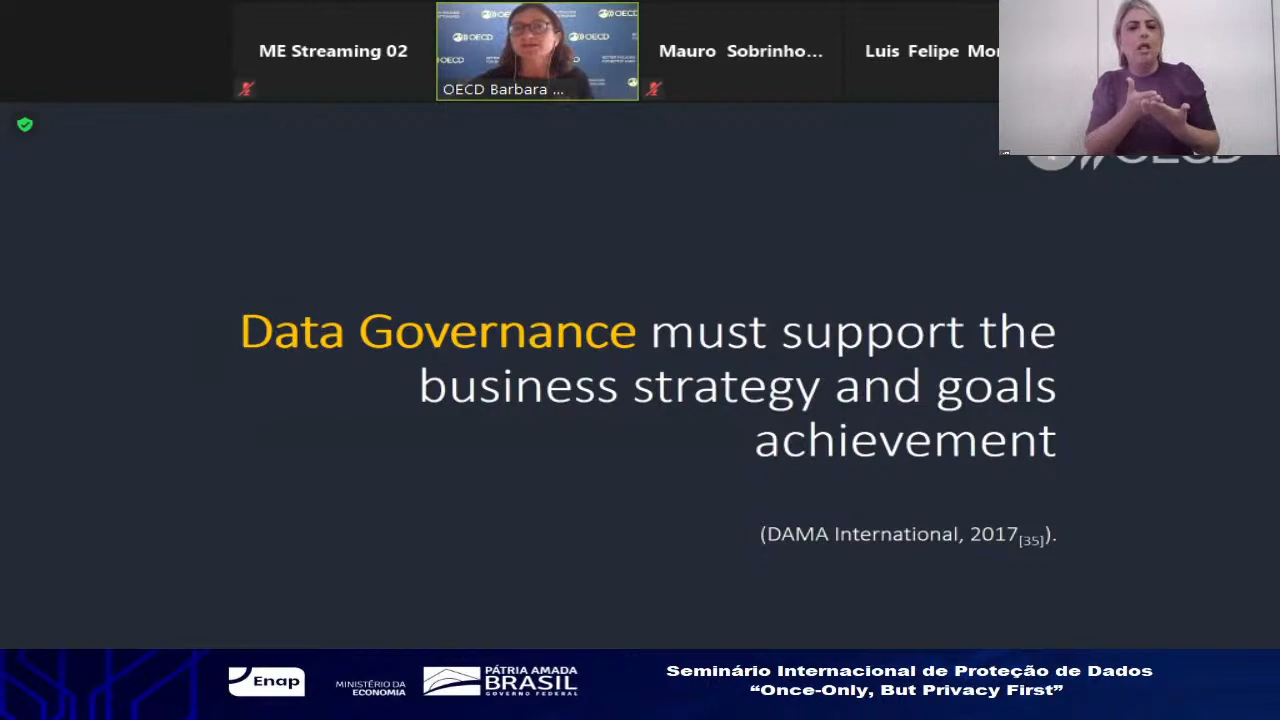 ME Streaming 02
OECD
OECD Barbara ...
Mauro Sobrinho...
Luis Felipe Mor
OECD
Data Governance must support the
business strategy and goals
achievement
(DAMA International, 2017[35]).
Enap
MINISTÉRIO DA
ECONOMIA
PÁTRIA AMADA
BRASIL
GOVERNO FEDERAL
Seminário Internacional de Proteção de Dados
“Once-Only, But Privacy First”